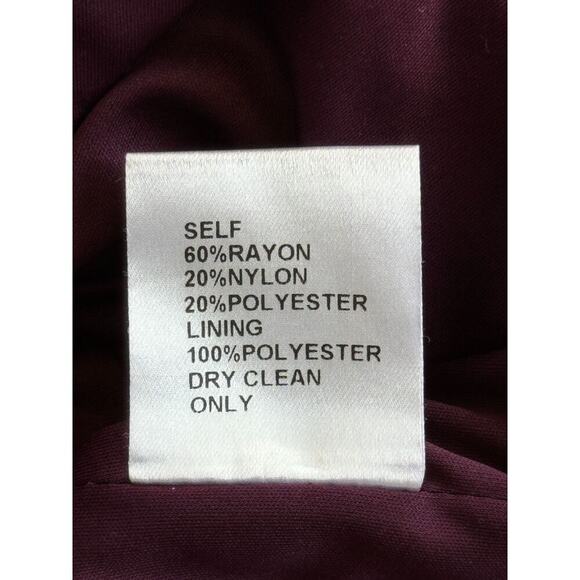 SELF
60%RAYON
20%NYLON
20%POLYESTER
LINING
100%POLYESTER
DRY CLEAN
ONLY